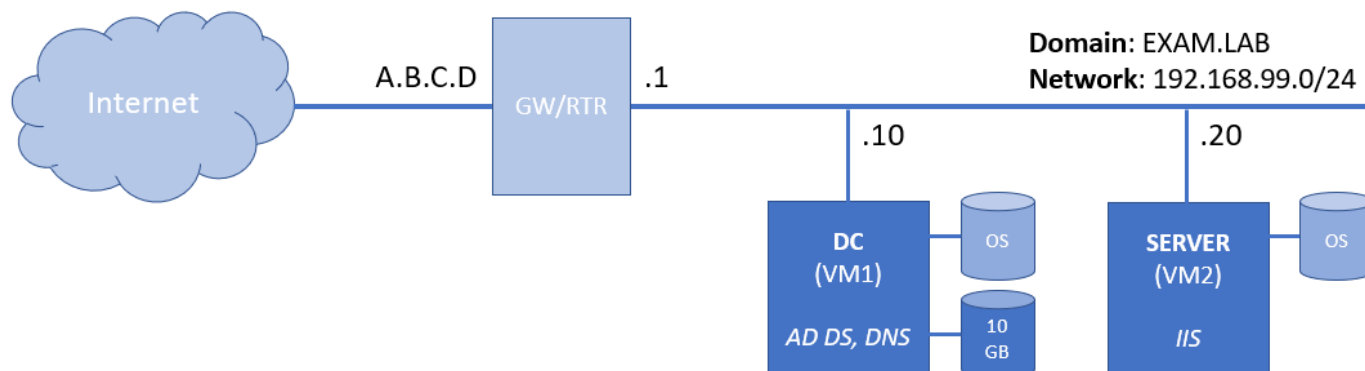 Internet
A.B.C.D
GW/RTR
.1
Domain: EXAM.LAB
Network: 192.168.99.0/24
.10
.20
DC
(VM1)
AD DS, DNS
OS
10
GB
SERVER
(VM2)
IIS
OS